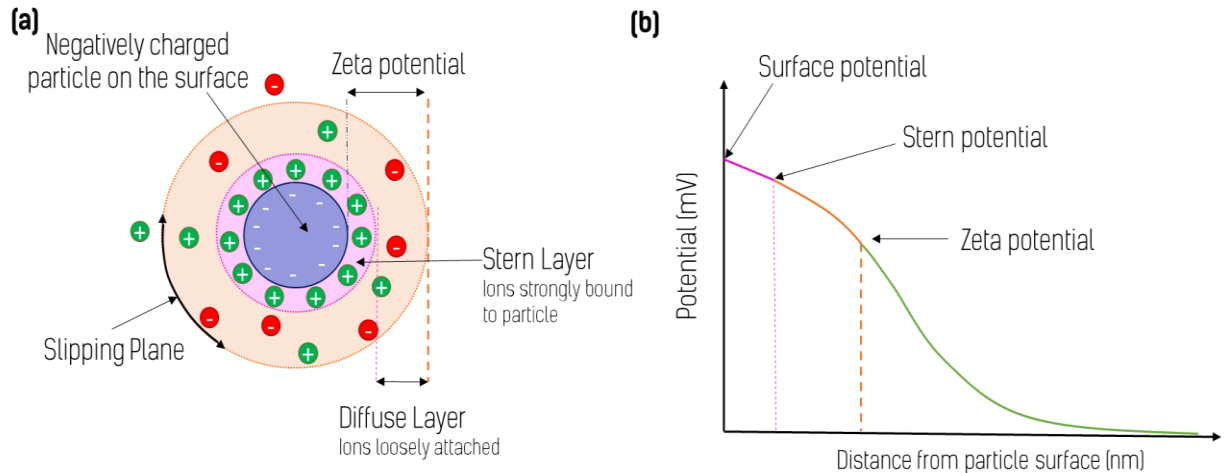 (a)
Negatively charged
particle on the surface
Zeta potential
Stern Layer
Ions strongly bound
to particle
Slipping Plane
Diffuse Layer
Ions loosely attached
(b)
Surface potential
Stern potential
Zeta potential
Potential (mV)
Distance from particle surface (nm)